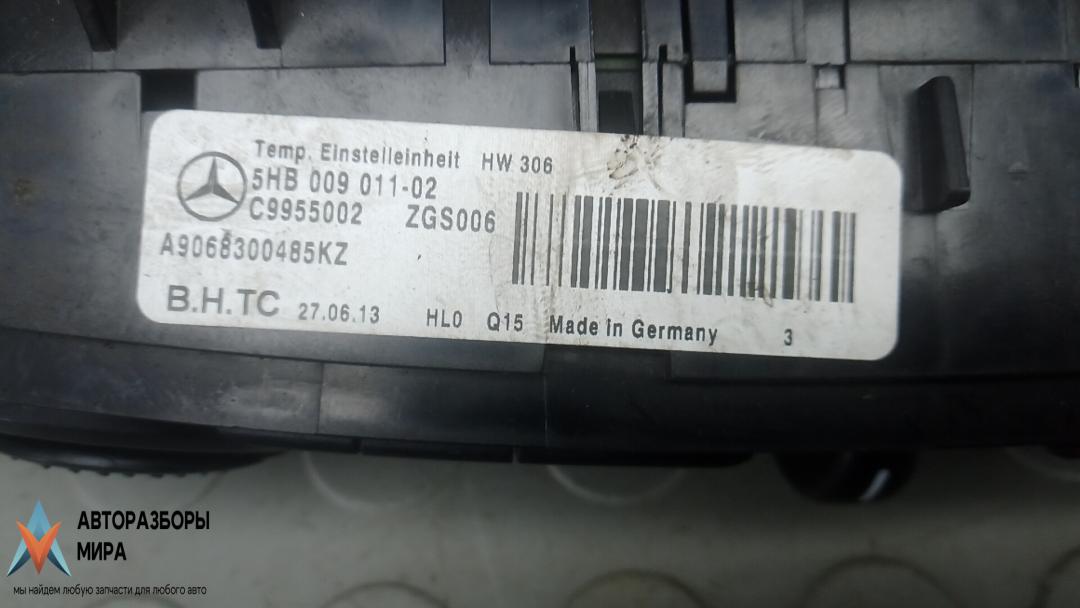 Temp. Einstelleinheit HW 306
5HB 009 011-02
C9955002 ZGS006
A9068300485KZ
B.H.TC 27.06.13 HL0 Q15 Made in Germany 3
АВТОРАЗБОРЫ
МИРА
мы найдем любую запчасти для любого авто